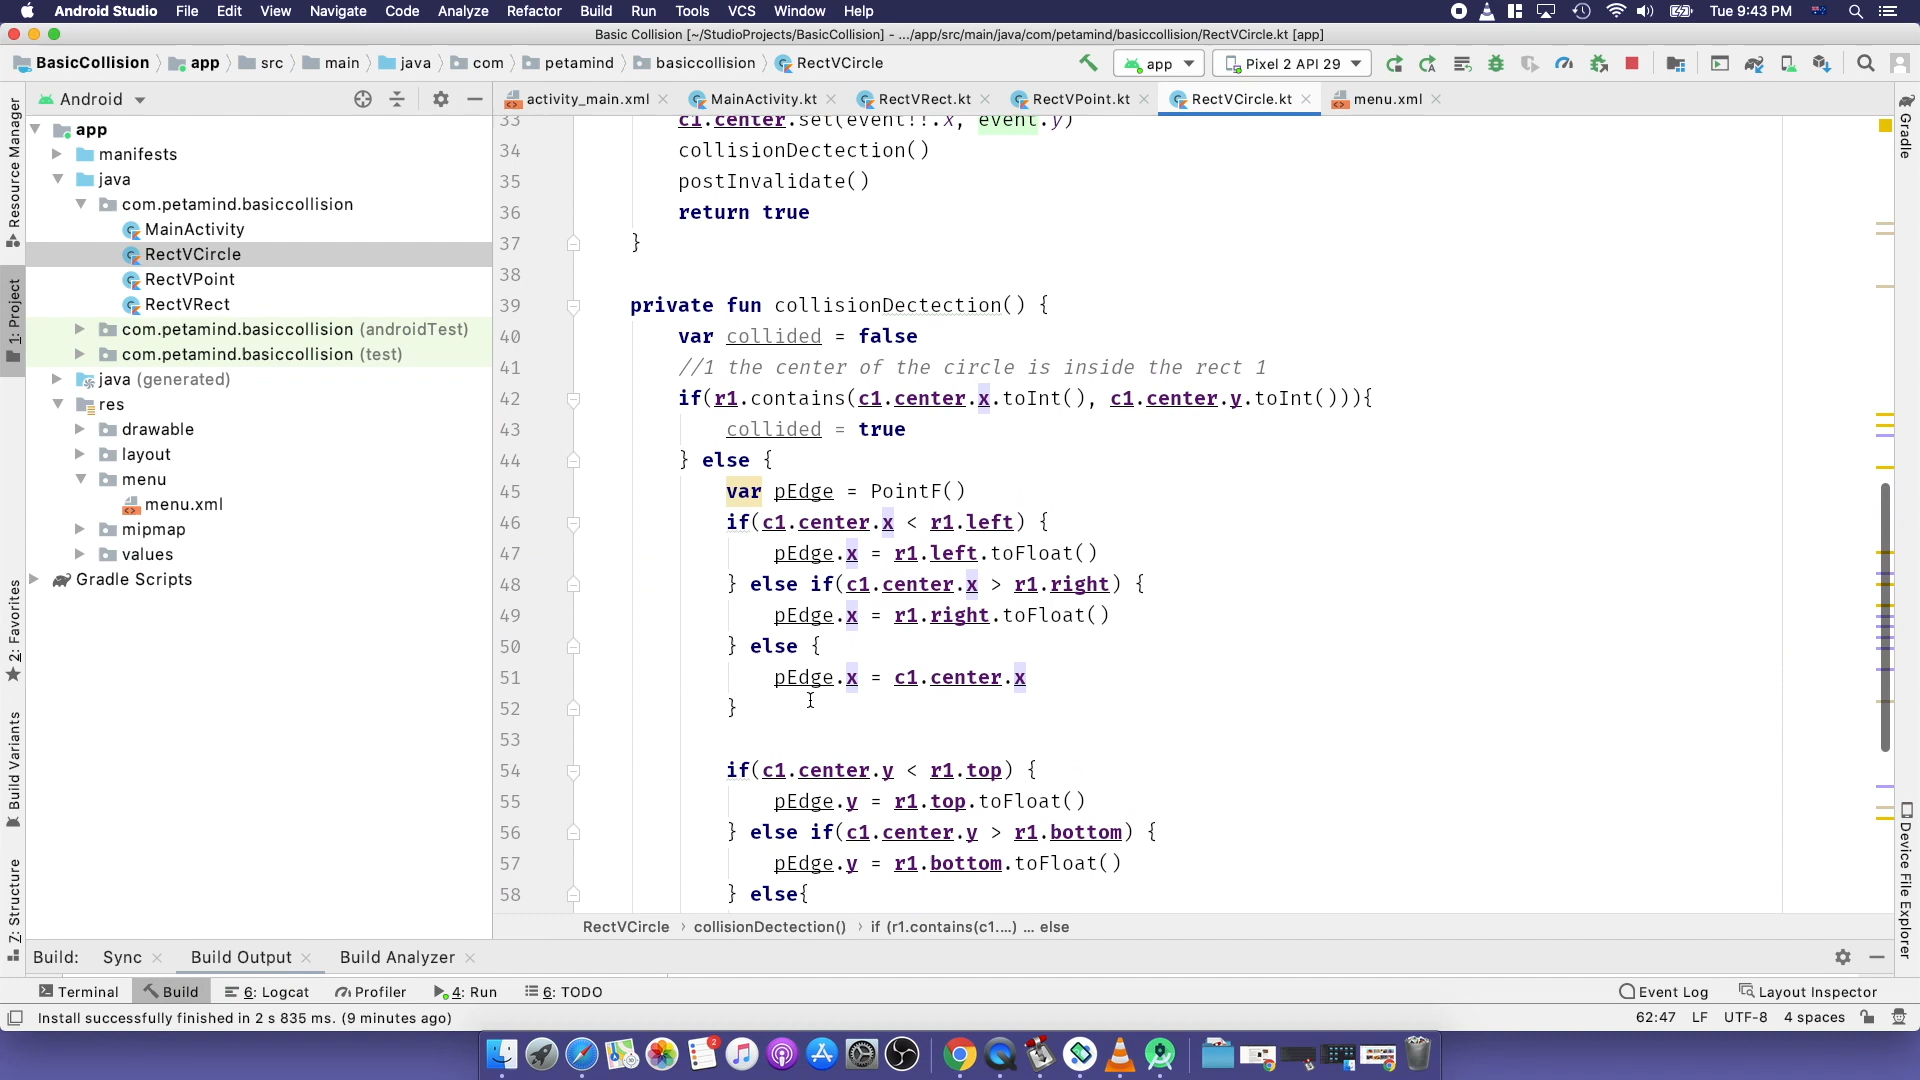 Android Studio File Edit View Navigate Code Analyze Refactor Build Run Tools VCS Window Help Tue 9:43 PM
Basic Collision [~/StudioProjects/BasicCollision] - .../app/src/main/java/com/petamind/basiccollision/RectVCircle.kt [app]
BasicCollision app src main java com petamind basiccollision RectVCircle app Pixel 2 API 29
Android activity_main.xml MainActivity.kt RectVRect.kt RectVPoint.kt RectVCircle.kt menu.xml
Resource Manager
1: Project
2: Favorites
Build Variants
Z: Structure
app
manifests
java
com.petamind.basiccollision
MainActivity
RectVCircle
RectVPoint
RectVRect
com.petamind.basiccollision (androidTest)
com.petamind.basiccollision (test)
java (generated)
res
drawable
layout
menu
menu.xml
mipmap
values
Gradle Scripts
33 c1.center.set(event!!.x, event.y)
34 collisionDectection()
35 postInvalidate()
36 return true
37 }
38
39 private fun collisionDectection() {
40 var collided = false
41 //1 the center of the circle is inside the rect 1
42 if(r1.contains(c1.center.x.toInt(), c1.center.y.toInt())){
43 collided = true
44 } else {
45 var pEdge = PointF()
46 if(c1.center.x < r1.left) {
47 pEdge.x = r1.left.toFloat()
48 } else if(c1.center.x > r1.right) {
49 pEdge.x = r1.right.toFloat()
50 } else {
51 pEdge.x = c1.center.x
52 }
53
54 if(c1.center.y < r1.top) {
55 pEdge.y = r1.top.toFloat()
56 } else if(c1.center.y > r1.bottom) {
57 pEdge.y = r1.bottom.toFloat()
58 } else{
Gradle
Device File Explorer
RectVCircle › collisionDectection() › if (r1.contains(c1....) ... else
Build: Sync Build Output Build Analyzer
Terminal Build 6: Logcat Profiler 4: Run 6: TODO Event Log Layout Inspector
Install successfully finished in 2 s 835 ms. (9 minutes ago) 62:47 LF UTF-8 4 spaces
2